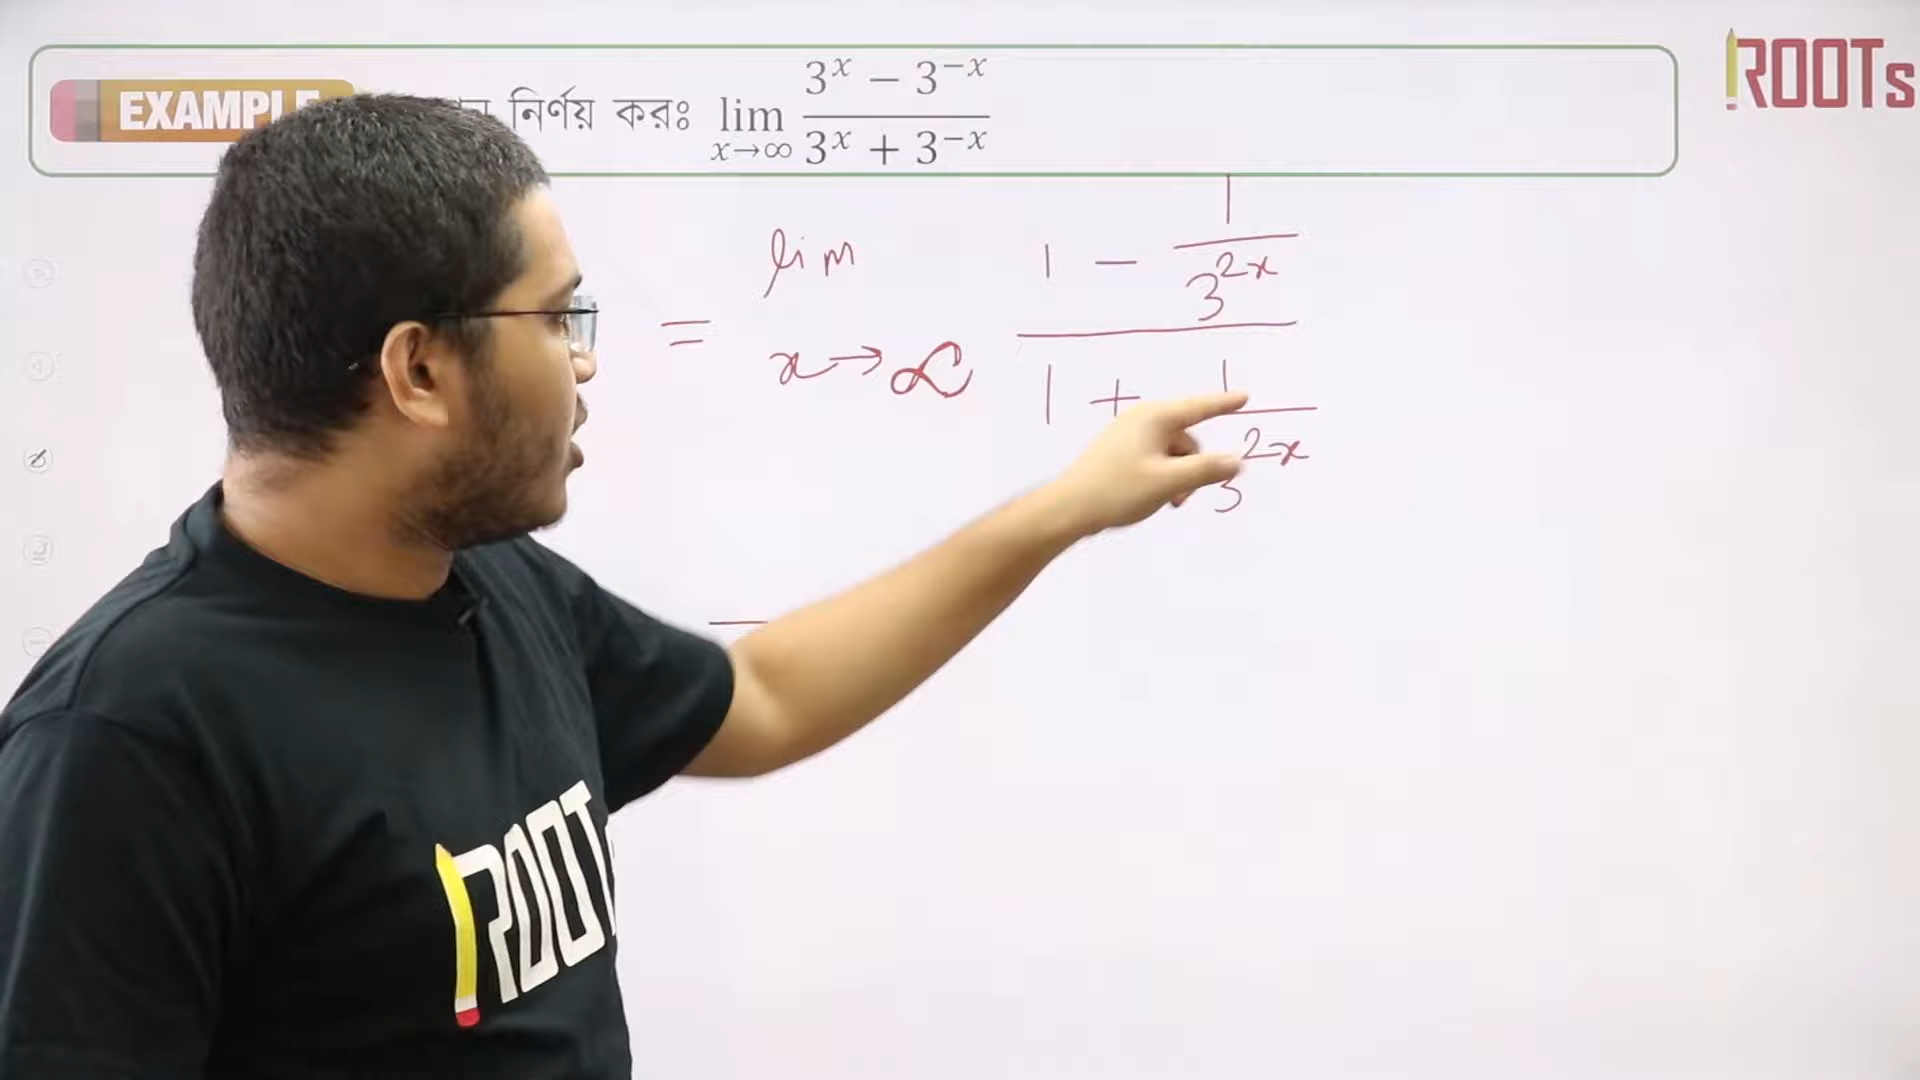 EXAMPLE নির্ণয় করঃ lim x→∞ (3^x − 3^−x)/(3^x + 3^−x)
ROOTs
= lim x→∞ (1 − 1/3^2x)/(1 + 1/3^2x)
ROOT